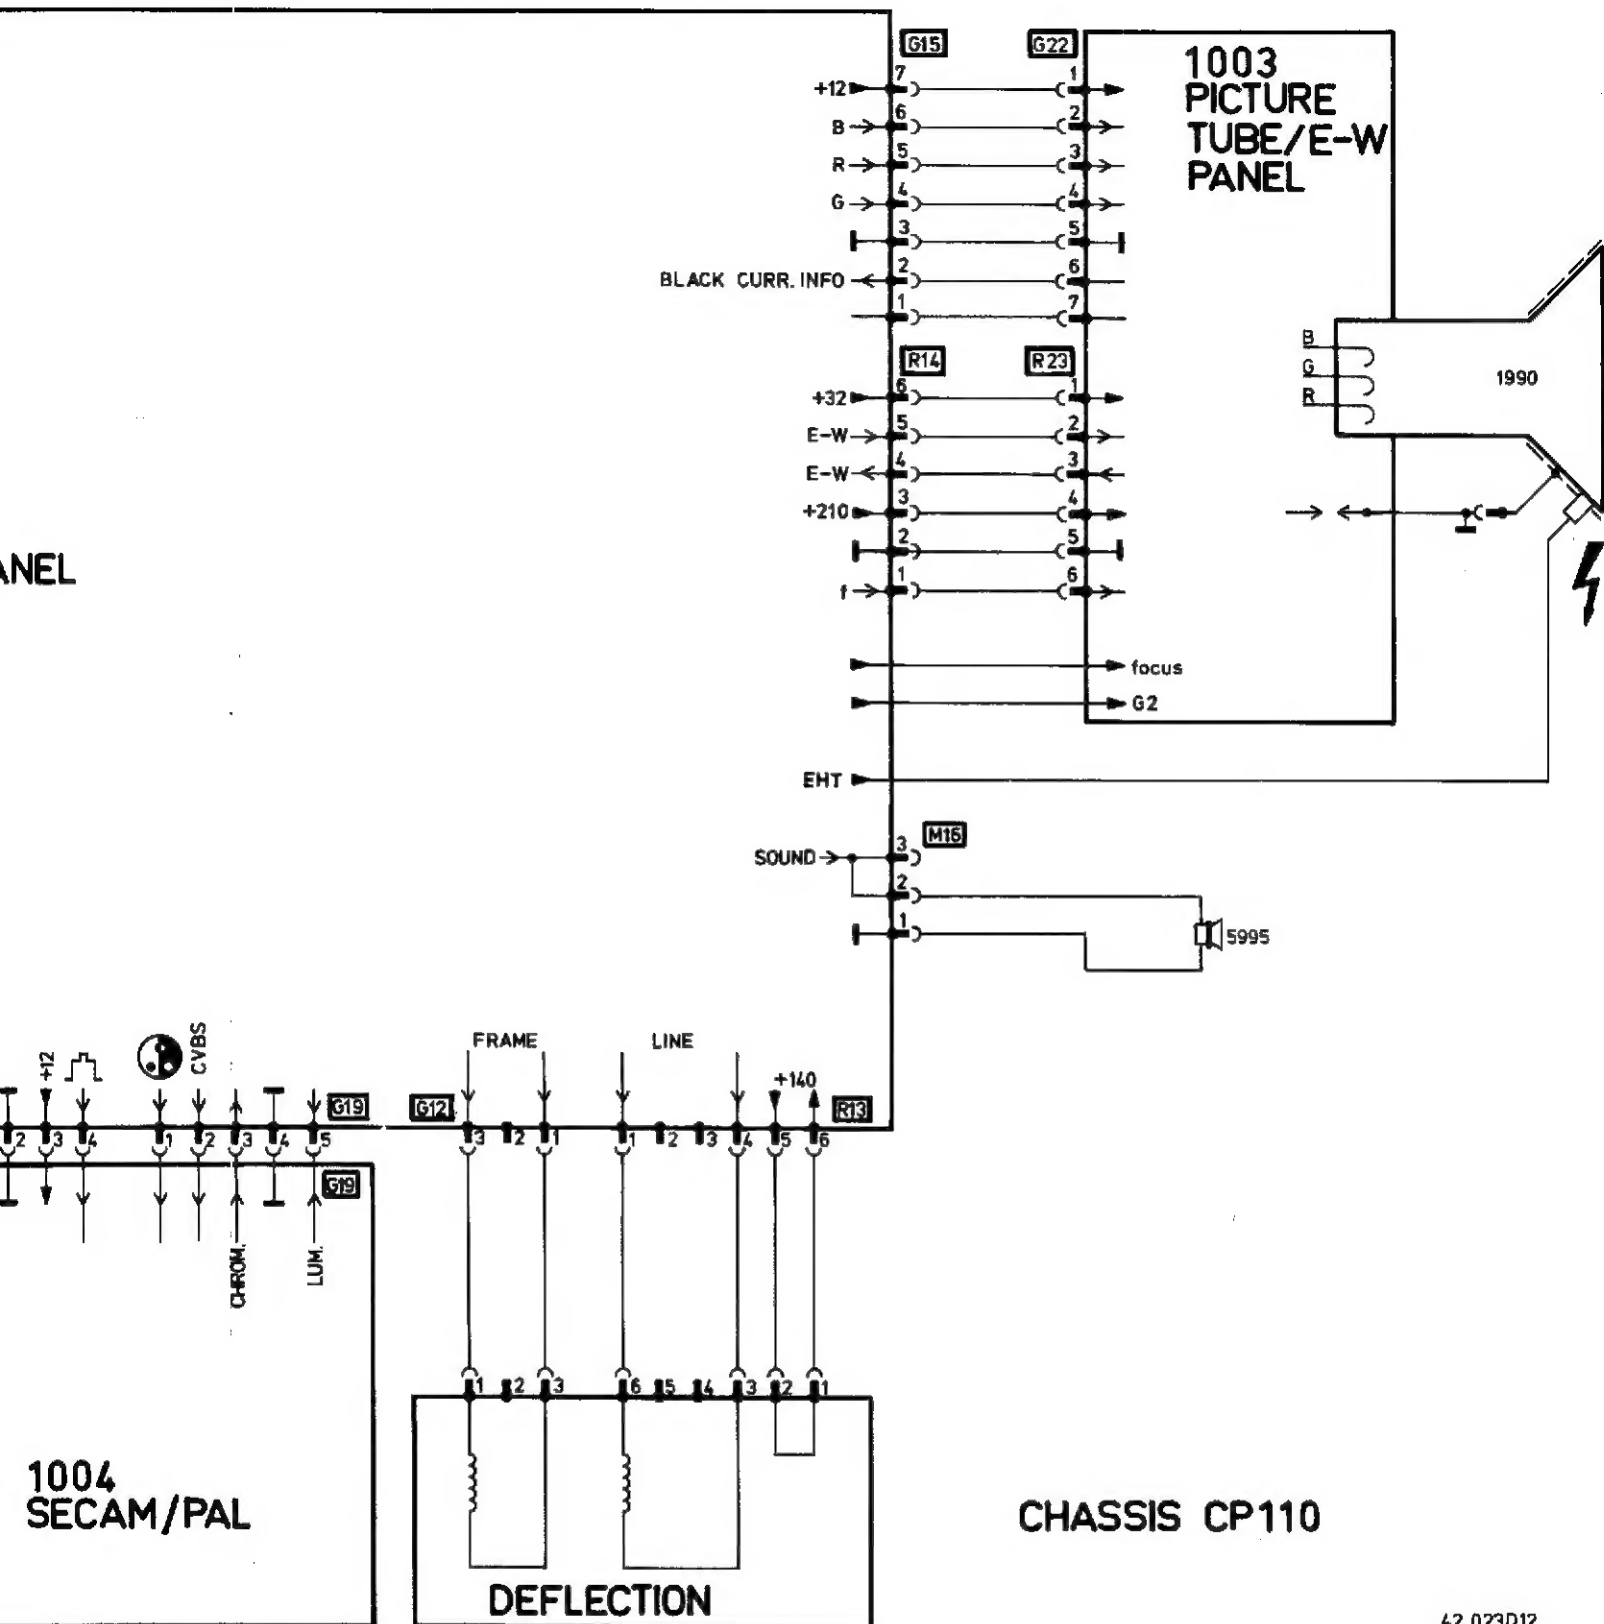 G15 G22
1003
PICTURE
TUBE/E-W
PANEL
+12 7 1
B 6 2
R 5 3
G 4 4
3 5
BLACK CURR. INFO 2 6
1 7
R14 R23
+32 6 1
E-W 5 2
E-W 4 3
+210 3 4
2 5
f 1 6
B
G
R
1990
ANEL
focus
G2
EHT
M15
SOUND 3
2
1
5995
FRAME LINE
+12 CVBS +140
G19 G12 R13
2 3 4 1 2 3 4 5 3 2 1 1 2 3 4 5 6
G19
CHROM. LUM.
1 2 3 6 5 4 3 2 1
1004
SECAM/PAL
CHASSIS CP110
DEFLECTION
42 023D12